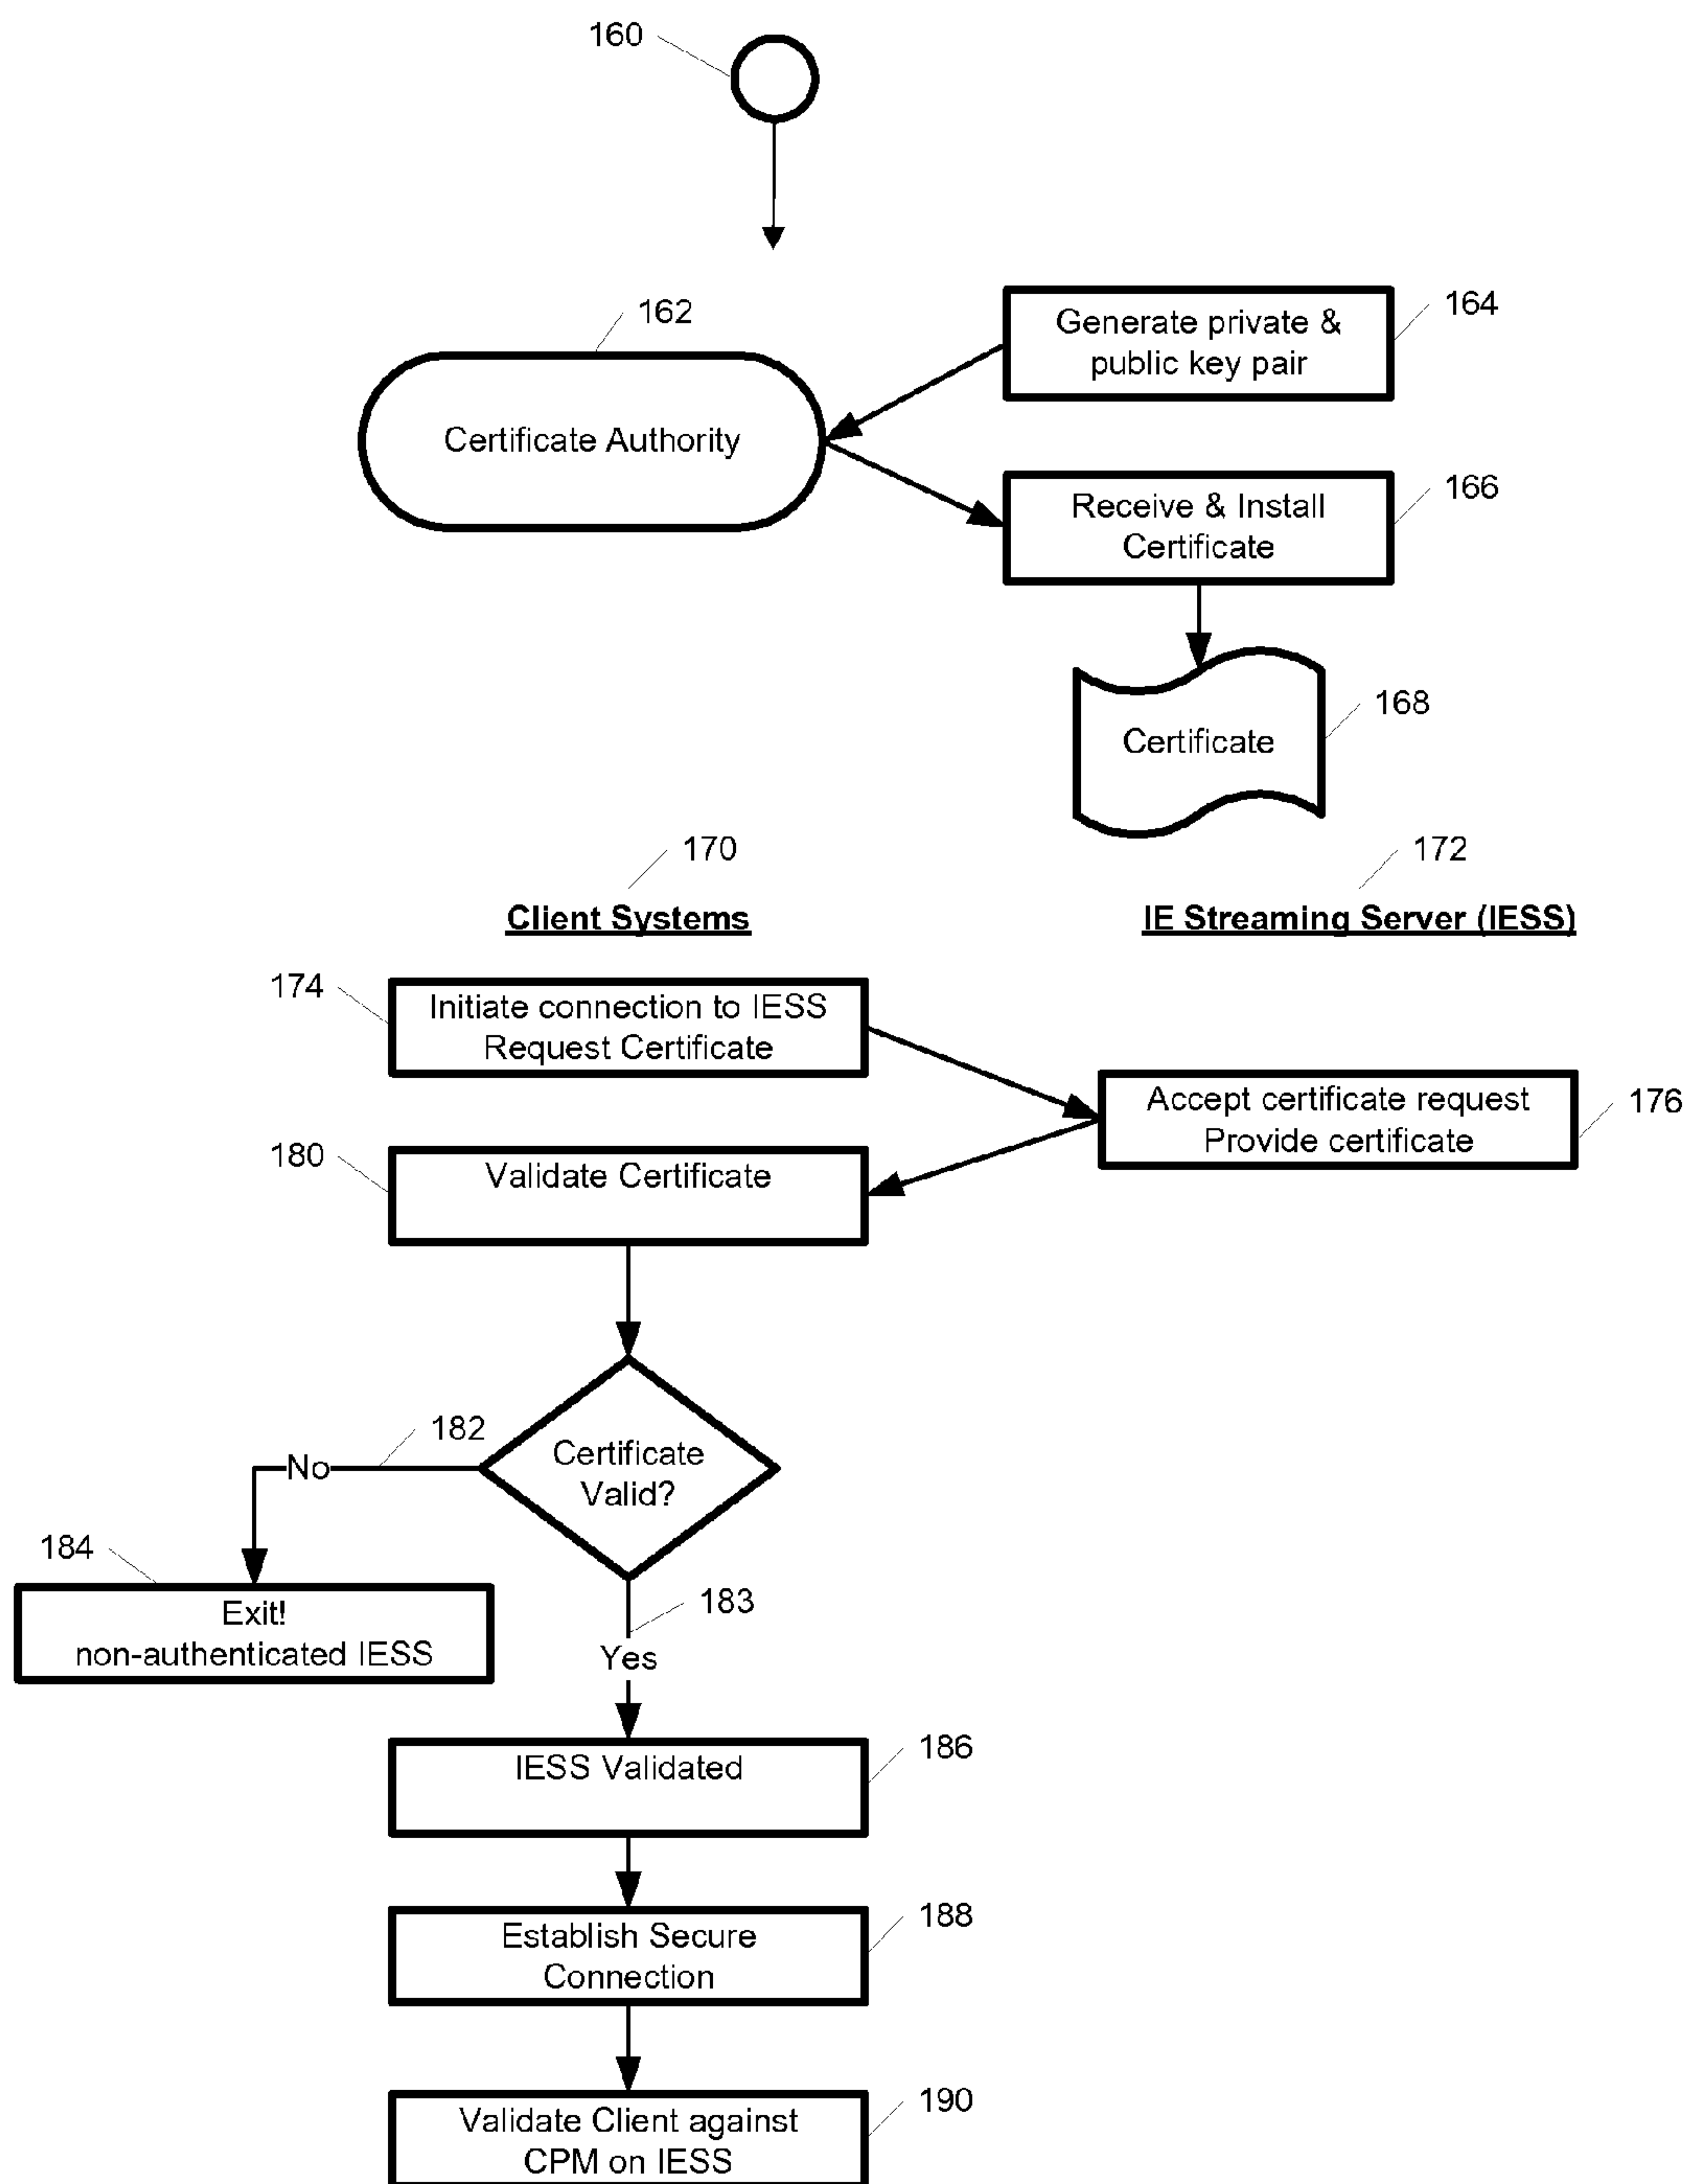 160
162
Generate private &
public key pair
164
Certificate Authority
Receive & Install
Certificate
166
Certificate
168
170
172
Client Systems
IE Streaming Server (IESS)
174
Initiate connection to IESS
Request Certificate
Accept certificate request
Provide certificate
176
180
Validate Certificate
182
No
Certificate
Valid?
184
Exit!
non-authenticated IESS
183
Yes
IESS Validated
186
Establish Secure
Connection
188
Validate Client against
CPM on IESS
190